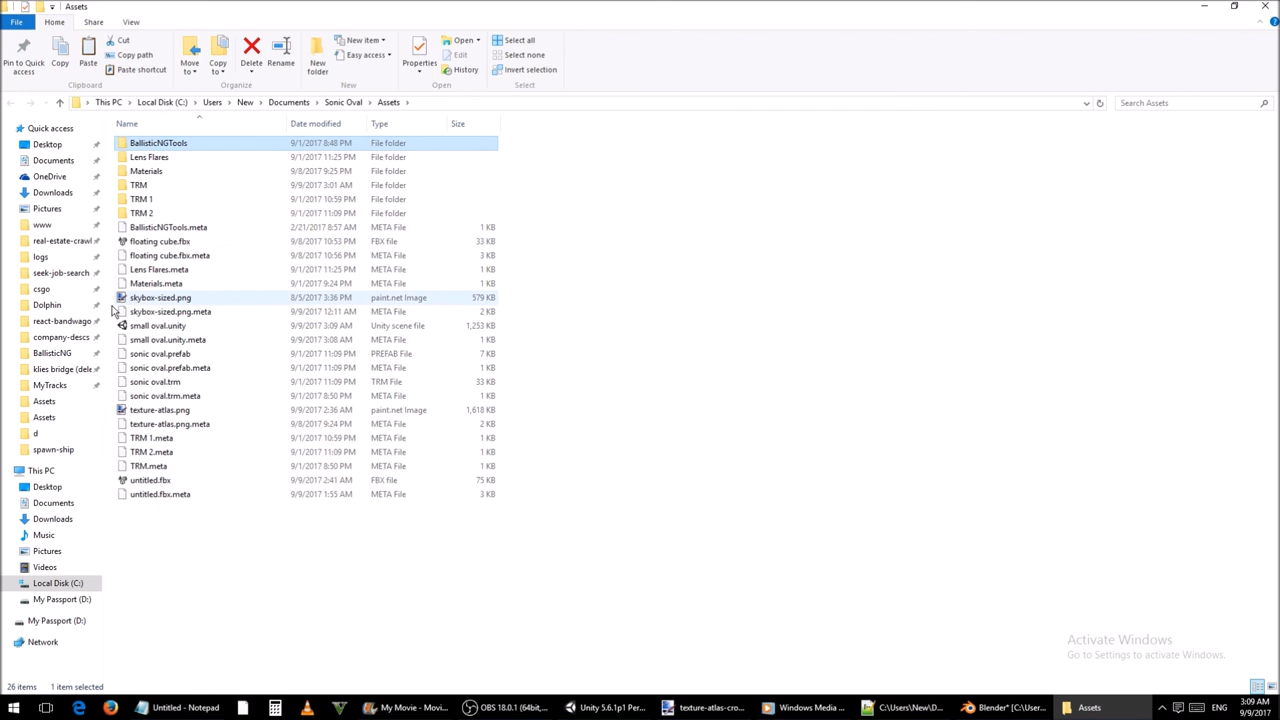 Assets
File Home Share View
Pin to Quick access
Copy
Paste
Cut
Copy path
Paste shortcut
Clipboard
Move to
Copy to
Delete
Rename
Organize
New folder
New item
Easy access
New
Properties
Open
Edit
History
Open
Select all
Select none
Invert selection
Select
This PC Local Disk (C:) Users New Documents Sonic Oval Assets
Search Assets
Quick access
Desktop
Documents
OneDrive
Downloads
Pictures
www
real-estate-crawl
logs
seek-job-search
csgo
Dolphin
react-bandwago
company-descs
BallisticNG
klies bridge (dele
MyTracks
Assets
Assets
d
spawn-ship
This PC
Desktop
Documents
Downloads
Music
Pictures
Videos
Local Disk (C:)
My Passport (D:)
My Passport (D:)
Network
Name Date modified Type Size
BallisticNGTools 9/1/2017 8:48 PM File folder
Lens Flares 9/1/2017 11:25 PM File folder
Materials 9/8/2017 9:25 PM File folder
TRM 9/9/2017 3:01 AM File folder
TRM 1 9/1/2017 10:59 PM File folder
TRM 2 9/1/2017 11:09 PM File folder
BallisticNGTools.meta 2/21/2017 8:57 AM META File 1 KB
floating cube.fbx 9/8/2017 10:53 PM FBX file 33 KB
floating cube.fbx.meta 9/8/2017 10:56 PM META File 3 KB
Lens Flares.meta 9/1/2017 11:25 PM META File 1 KB
Materials.meta 9/1/2017 9:24 PM META File 1 KB
skybox-sized.png 8/5/2017 3:36 PM paint.net Image 579 KB
skybox-sized.png.meta 9/9/2017 12:11 AM META File 2 KB
small oval.unity 9/9/2017 3:09 AM Unity scene file 1,253 KB
small oval.unity.meta 9/9/2017 3:08 AM META File 1 KB
sonic oval.prefab 9/1/2017 11:09 PM PREFAB File 7 KB
sonic oval.prefab.meta 9/1/2017 11:09 PM META File 1 KB
sonic oval.trm 9/1/2017 11:09 PM TRM File 33 KB
sonic oval.trm.meta 9/1/2017 8:50 PM META File 1 KB
texture-atlas.png 9/9/2017 2:36 AM paint.net Image 1,618 KB
texture-atlas.png.meta 9/8/2017 9:24 PM META File 2 KB
TRM 1.meta 9/1/2017 10:59 PM META File 1 KB
TRM 2.meta 9/1/2017 11:09 PM META File 1 KB
TRM.meta 9/1/2017 8:50 PM META File 1 KB
untitled.fbx 9/9/2017 2:41 AM FBX file 75 KB
untitled.fbx.meta 9/9/2017 1:55 AM META File 3 KB
Activate Windows
Go to Settings to activate Windows.
26 items 1 item selected
Untitled - Notepad
My Movie - Movi...
OBS 18.0.1 (64bit,...
Unity 5.6.1p1 Pers...
texture-atlas-cro...
Windows Media ...
C:\Users\New\D...
Blender* [C:\User...
Assets
ENG
3:09 AM
9/9/2017